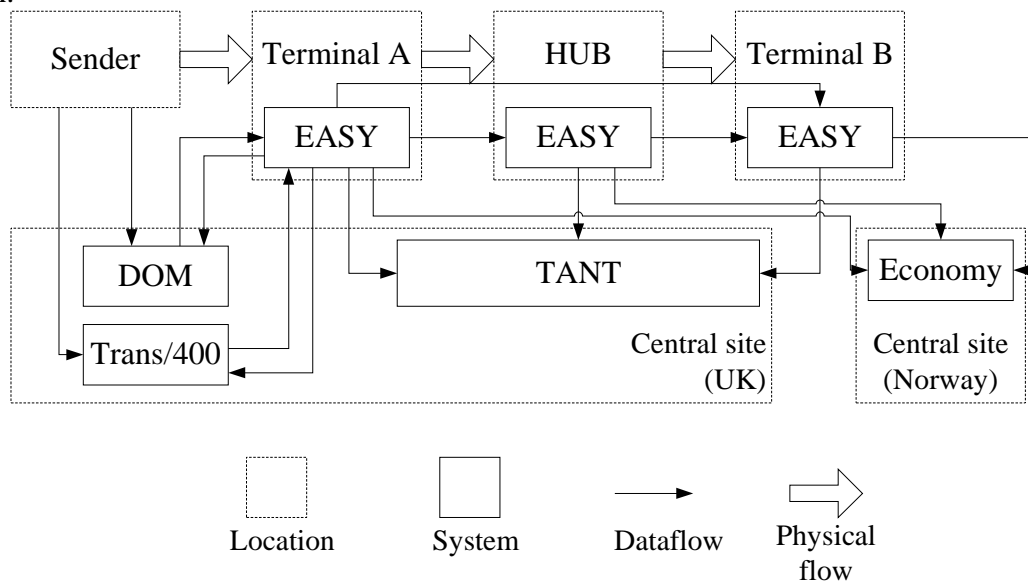 Sender
Terminal A
HUB
Terminal B
EASY
EASY
EASY
DOM
TANT
Economy
Trans/400
Central site
(UK)
Central site
(Norway)
Location
System
Dataflow
Physical
flow